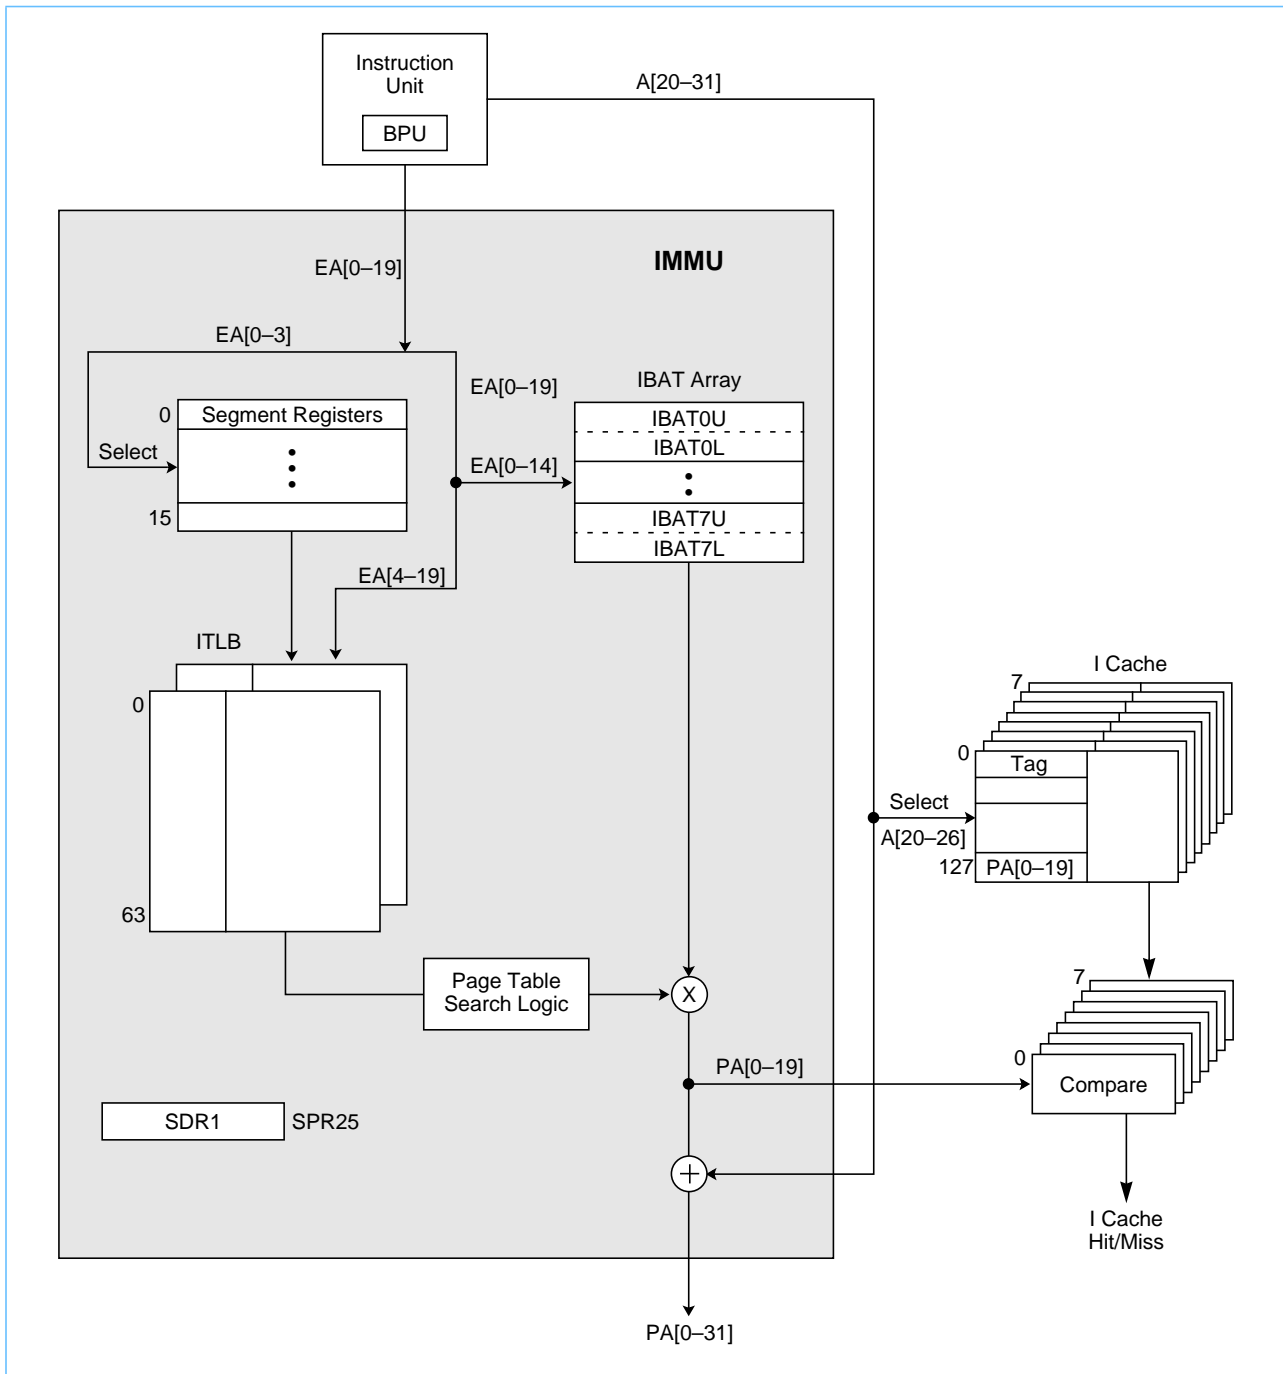 Instruction
Unit
BPU
A[20–31]
IMMU
EA[0–19]
EA[0–3]
EA[0–19]
IBAT Array
0
Segment Registers
IBAT0U
IBAT0L
Select
EA[0–14]
15
IBAT7U
IBAT7L
EA[4–19]
ITLB
0
63
I Cache
7
0
Tag
Select
A[20–26]
127
PA[0–19]
Page Table
Search Logic
X
7
0
PA[0–19]
Compare
SDR1
SPR25
+
I Cache
Hit/Miss
PA[0–31]